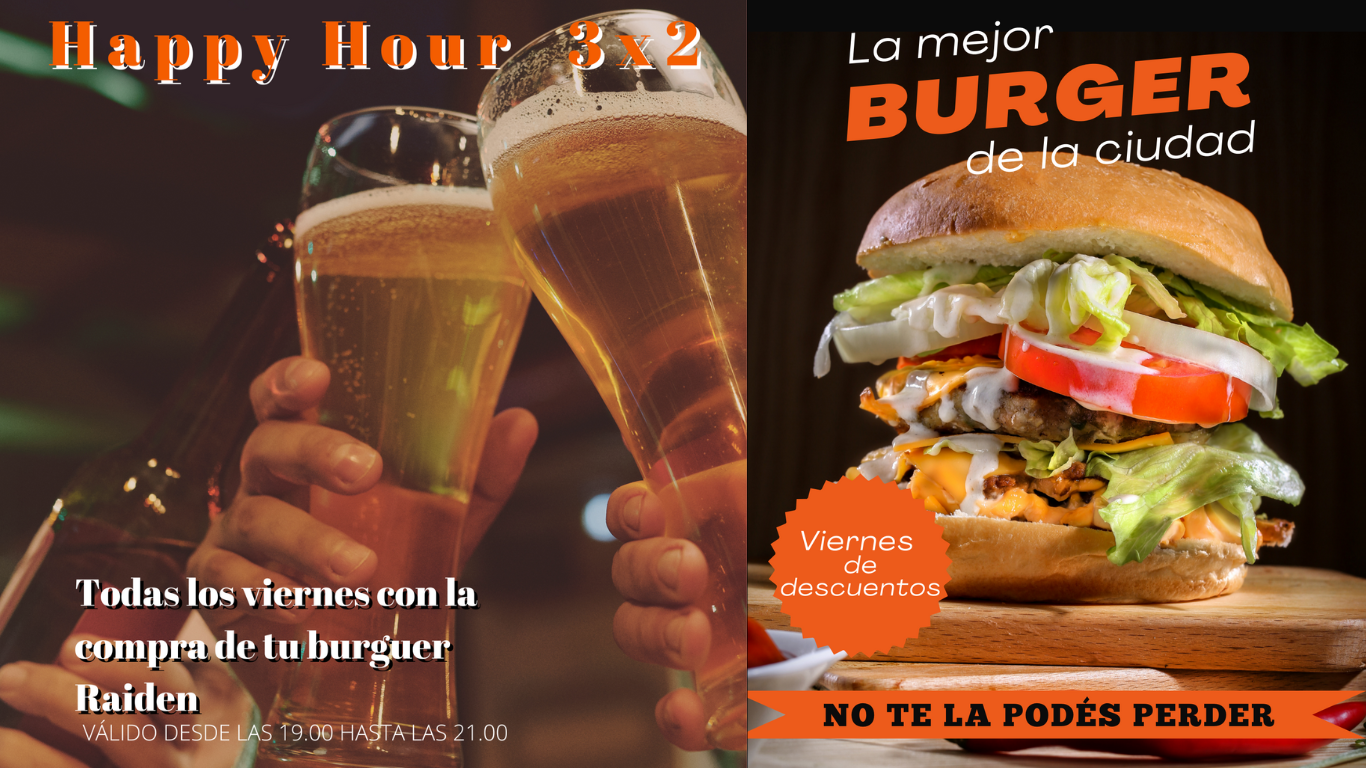 Happy Hour 3x2
Todas los viernes con la
compra de tu burguer
Raiden
VÁLIDO DESDE LAS 19.00 HASTA LAS 21.00
La mejor
BURGER
de la ciudad
Viernes
de
descuentos
NO TE LA PODÉS PERDER